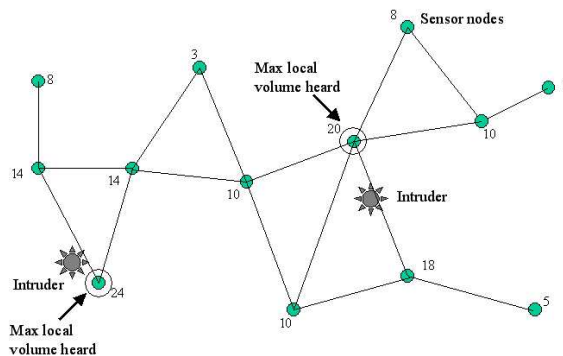 8
Sensor nodes
3
Max local
volume heard
8
20
10
14
14
10
Intruder
18
Intruder
24
10
5
Max local
volume heard